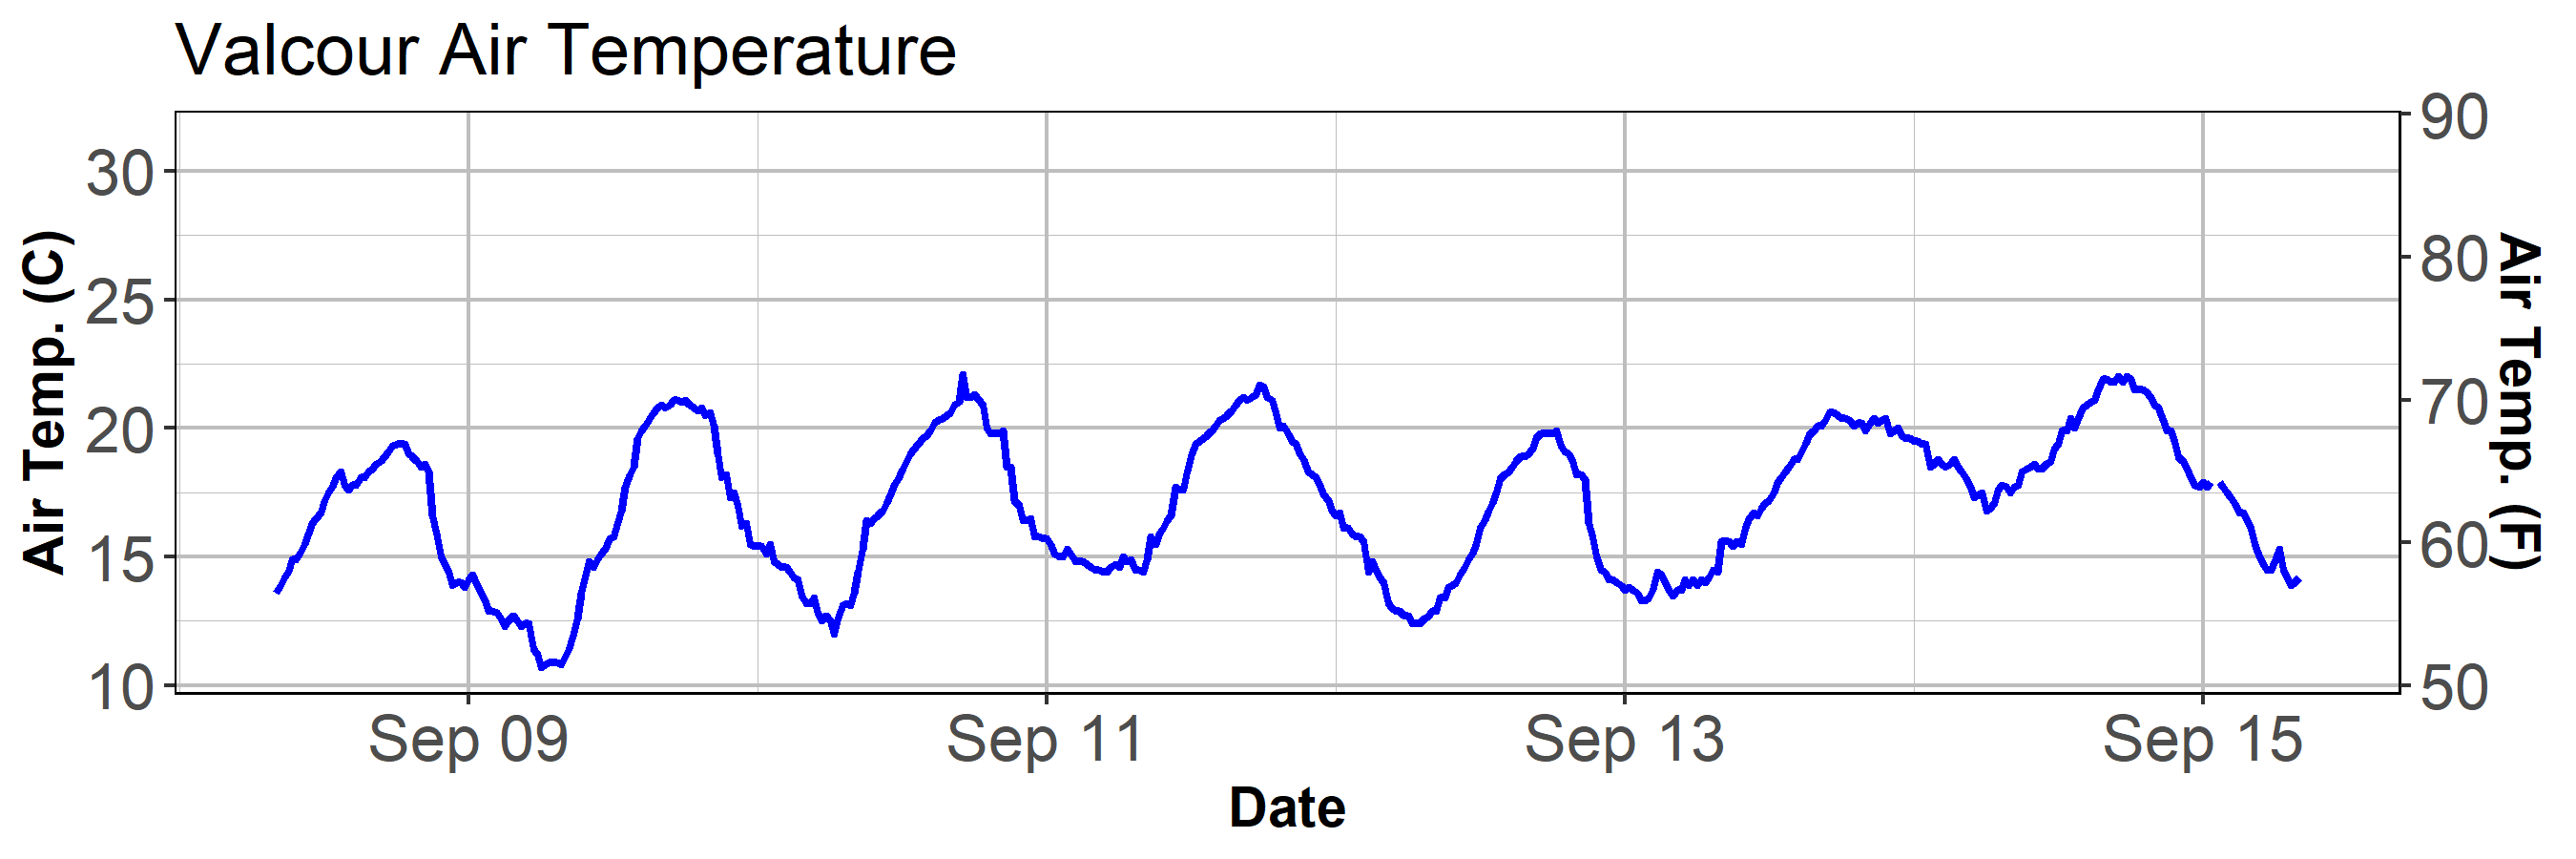 Valcour Air Temperature
Air Temp. (C)
30
25
20
15
10
90
80
70
60
50
Air Temp. (F)
Sep 09
Sep 11
Sep 13
Sep 15
Date